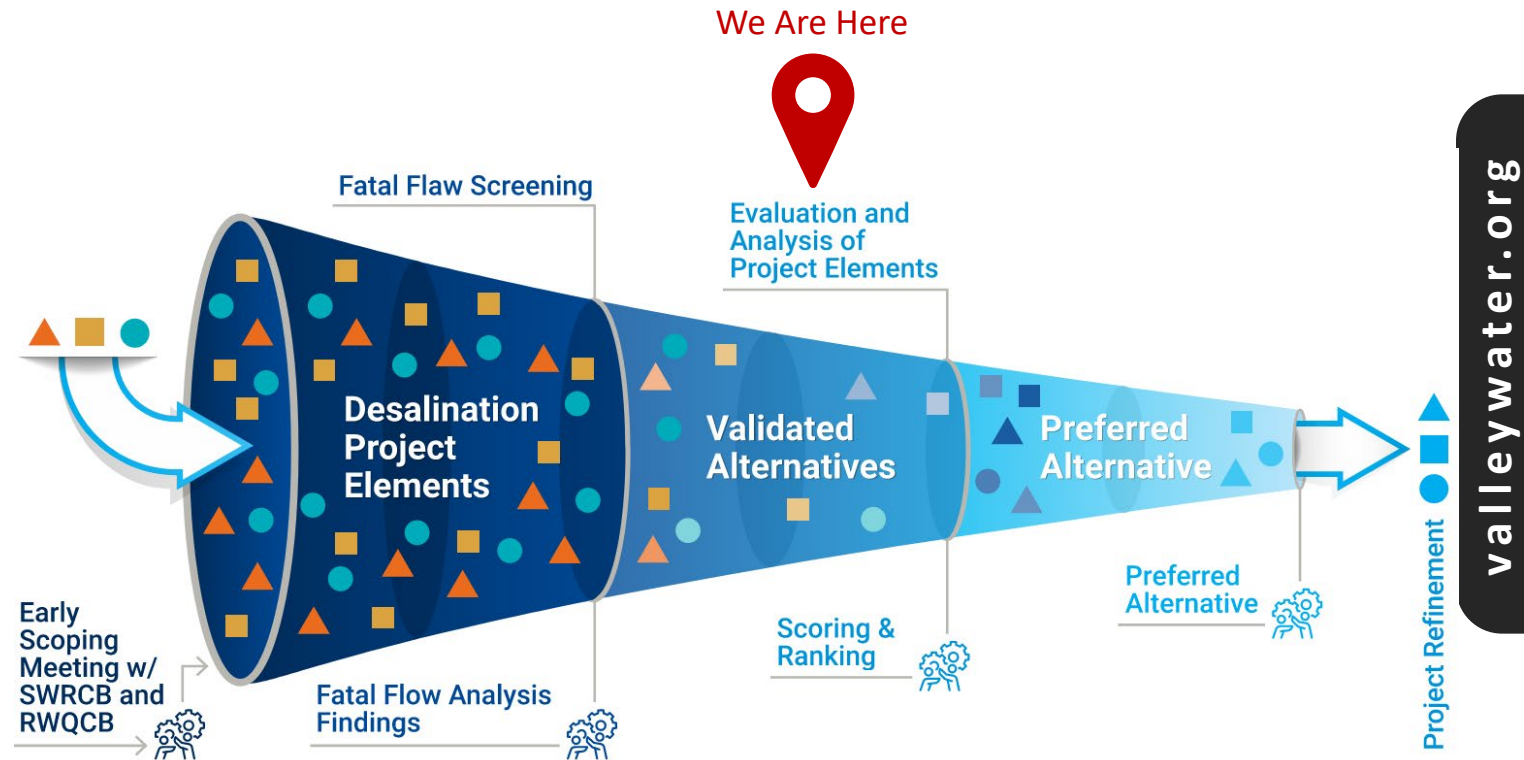 We Are Here
Fatal Flaw Screening
Evaluation and
Analysis of
Project Elements
Desalination
Project
Elements
Validated
Alternatives
Preferred
Alternative
Early
Scoping
Meeting w/
SWRCB and
RWQCB
Fatal Flow Analysis
Findings
Scoring &
Ranking
Preferred
Alternative
Project Refinement
valleywater.org